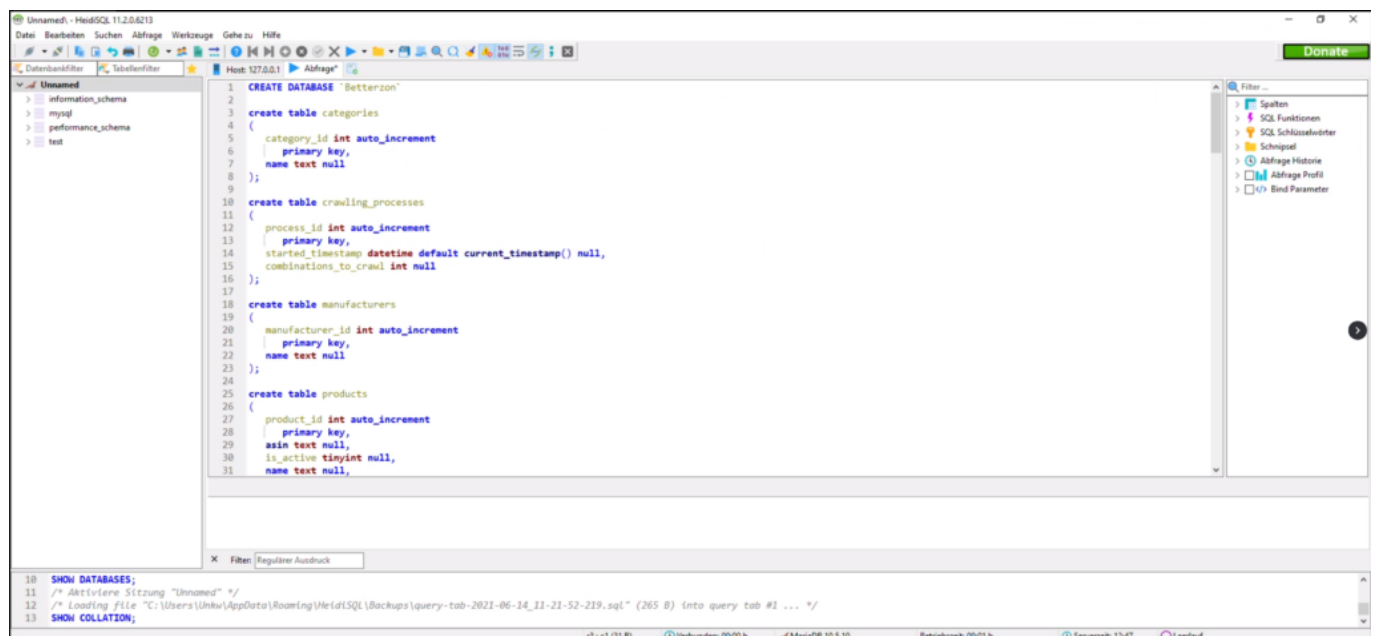 Unnamed\ - HeidiSQL 11.2.0.6213
Datei Bearbeiten Suchen Abfrage Werkzeuge Gehe zu Hilfe
Donate
Datenbankfilter Tabellenfilter Host: 127.0.0.1 Abfrage*
Unnamed
information_schema
mysql
performance_schema
test
1 CREATE DATABASE `Betterzon`
2
3 create table categories
4 (
5 category_id int auto_increment
6 primary key,
7 name text null
8 );
9
10 create table crawling_processes
11 (
12 process_id int auto_increment
13 primary key,
14 started_timestamp datetime default current_timestamp() null,
15 combinations_to_crawl int null
16 );
17
18 create table manufacturers
19 (
20 manufacturer_id int auto_increment
21 primary key,
22 name text null
23 );
24
25 create table products
26 (
27 product_id int auto_increment
28 primary key,
29 asin text null,
30 is_active tinyint null,
31 name text null,
Filter ...
Spalten
SQL Funktionen
SQL Schlüsselwörter
Schnipsel
Abfrage Historie
Abfrage Profil
Bind Parameter
Filter: Regulärer Ausdruck
10 SHOW DATABASES;
11 /* Aktiviere Sitzung "Unnamed" */
12 /* Loading file "C:\Users\Unkw\AppData\Roaming\HeidiSQL\Backups\query-tab-2021-06-14_11-21-52-219.sql" (265 B) into query tab #1 ... */
13 SHOW COLLATION;